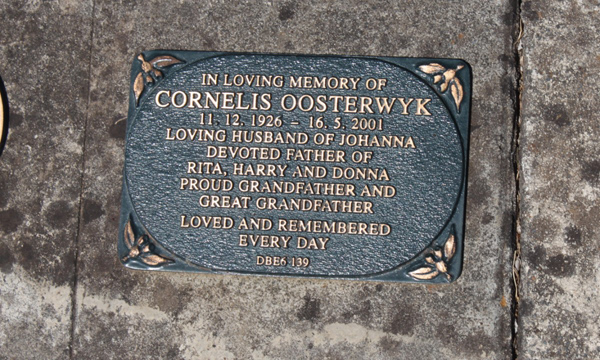 IN LOVING MEMORY OF
CORNELIS OOSTERWYK
11. 12. 1926 – 16. 5. 2001
LOVING HUSBAND OF JOHANNA
DEVOTED FATHER OF
RITA, HARRY AND DONNA
PROUD GRANDFATHER AND
GREAT GRANDFATHER
LOVED AND REMEMBERED
EVERY DAY
DBE6 139